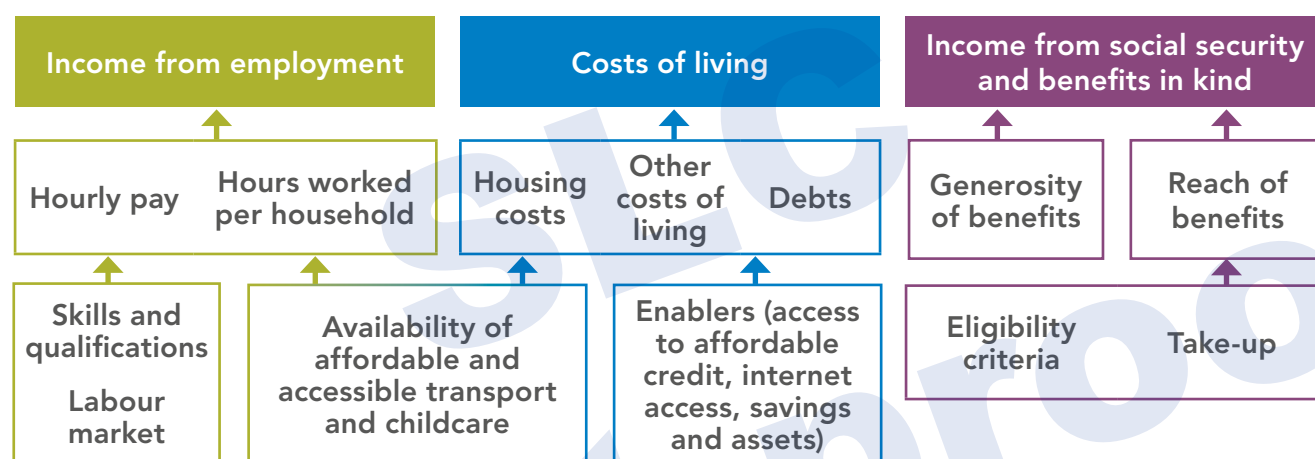 Income from employment
Costs of living
Income from social security
and benefits in kind
Hourly pay
Hours worked
per household
Housing
costs
Other
costs of
living
Debts
Generosity
of benefits
Reach of
benefits
Skills and
qualifications
Labour
market
Availability of
affordable and
accessible transport
and childcare
Enablers (access
to affordable
credit, internet
access, savings
and assets)
Eligibility
criteria
Take-up
SLC
proo